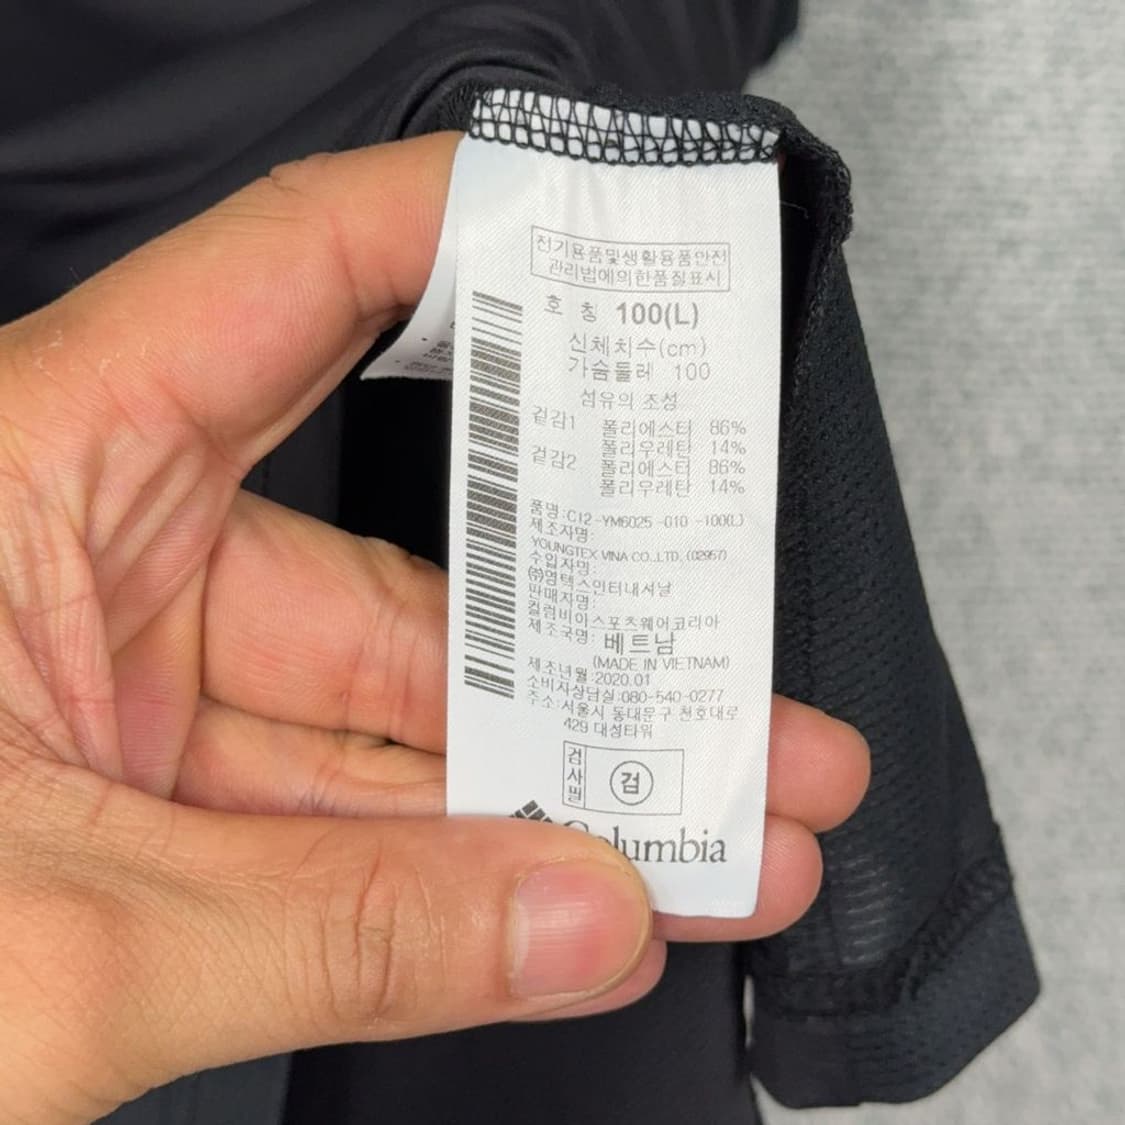 전기용품및생활용품안전
관리법에의한품질표시
호 칭 100(L)
신체치수(cm)
가슴둘레 100
섬유의 조성
겉감1 폴리에스터 86%
폴리우레탄 14%
겉감2 폴리에스터 86%
폴리우레탄 14%
품명:C12-YM6025-010-100(L)
제조자명:
YOUNGTEX VINA CO.,LTD. (02957)
수입자명:
㈜영텍스인터내셔날
판매자명:
컬럼비아스포츠웨어코리아
제조국명: 베트남
(MADE IN VIETNAM)
제조년월:2020.01
소비자상담실:080-540-0277
주소:서울시 동대문구 천호대로
429 대성타워
검사필 검
Columbia